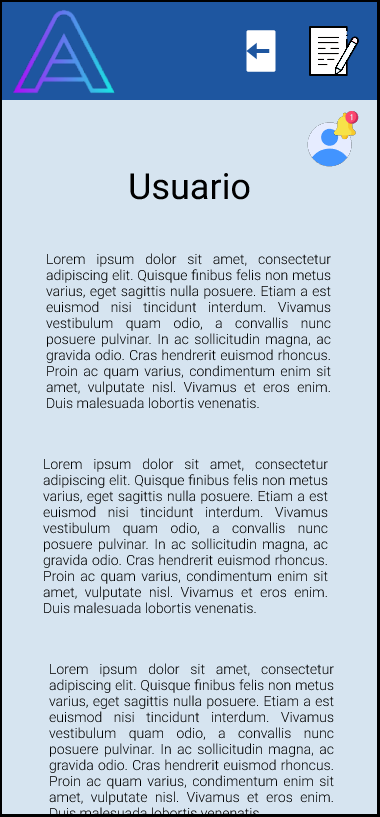 A
1
Usuario
Lorem ipsum dolor sit amet, consectetur
adipiscing elit. Quisque finibus felis non metus
varius, eget sagittis nulla posuere. Etiam a est
euismod nisi tincidunt interdum. Vivamus
vestibulum quam odio, a convallis nunc
posuere pulvinar. In ac sollicitudin magna, ac
gravida odio. Cras hendrerit euismod rhoncus.
Proin ac quam varius, condimentum enim sit
amet, vulputate nisl. Vivamus et eros enim.
Duis malesuada lobortis venenatis.
Lorem ipsum dolor sit amet, consectetur
adipiscing elit. Quisque finibus felis non metus
varius, eget sagittis nulla posuere. Etiam a est
euismod nisi tincidunt interdum. Vivamus
vestibulum quam odio, a convallis nunc
posuere pulvinar. In ac sollicitudin magna, ac
gravida odio. Cras hendrerit euismod rhoncus.
Proin ac quam varius, condimentum enim sit
amet, vulputate nisl. Vivamus et eros enim.
Duis malesuada lobortis venenatis.
Lorem ipsum dolor sit amet, consectetur
adipiscing elit. Quisque finibus felis non metus
varius, eget sagittis nulla posuere. Etiam a est
euismod nisi tincidunt interdum. Vivamus
vestibulum quam odio, a convallis nunc
posuere pulvinar. In ac sollicitudin magna, ac
gravida odio. Cras hendrerit euismod rhoncus.
Proin ac quam varius, condimentum enim sit
amet, vulputate nisl. Vivamus et eros enim.
Duis malesuada lobortis venenatis.